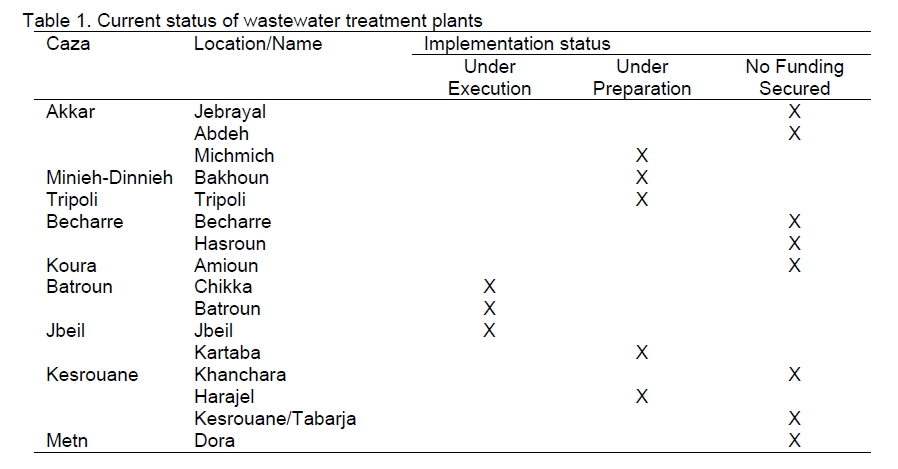 Table 1. Current status of wastewater treatment plants
Caza Location/Name Implementation status
Under Execution Under Preparation No Funding Secured
Akkar Jebrayal X
Abdeh X
Michmich X
Minieh-Dinnieh Bakhoun X
Tripoli Tripoli X
Becharre Becharre X
Hasroun X
Koura Amioun X
Batroun Chikka X
Batroun X
Jbeil Jbeil X
Kartaba X
Kesrouane Khanchara X
Harajel X
Kesrouane/Tabarja X
Metn Dora X